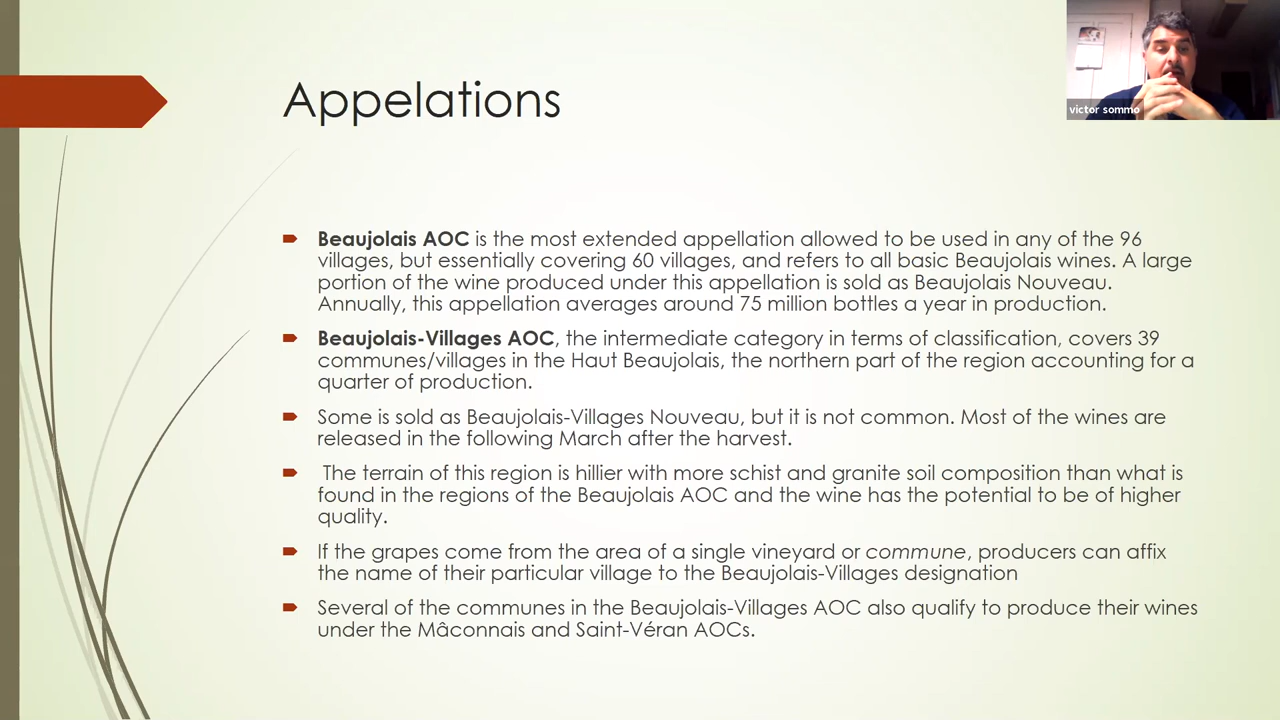 Appelations
victor sommo
Beaujolais AOC is the most extended appellation allowed to be used in any of the 96
villages, but essentially covering 60 villages, and refers to all basic Beaujolais wines. A large
portion of the wine produced under this appellation is sold as Beaujolais Nouveau.
Annually, this appellation averages around 75 million bottles a year in production.
Beaujolais-Villages AOC, the intermediate category in terms of classification, covers 39
communes/villages in the Haut Beaujolais, the northern part of the region accounting for a
quarter of production.
Some is sold as Beaujolais-Villages Nouveau, but it is not common. Most of the wines are
released in the following March after the harvest.
The terrain of this region is hillier with more schist and granite soil composition than what is
found in the regions of the Beaujolais AOC and the wine has the potential to be of higher
quality.
If the grapes come from the area of a single vineyard or commune, producers can affix
the name of their particular village to the Beaujolais-Villages designation
Several of the communes in the Beaujolais-Villages AOC also qualify to produce their wines
under the Mâconnais and Saint-Véran AOCs.